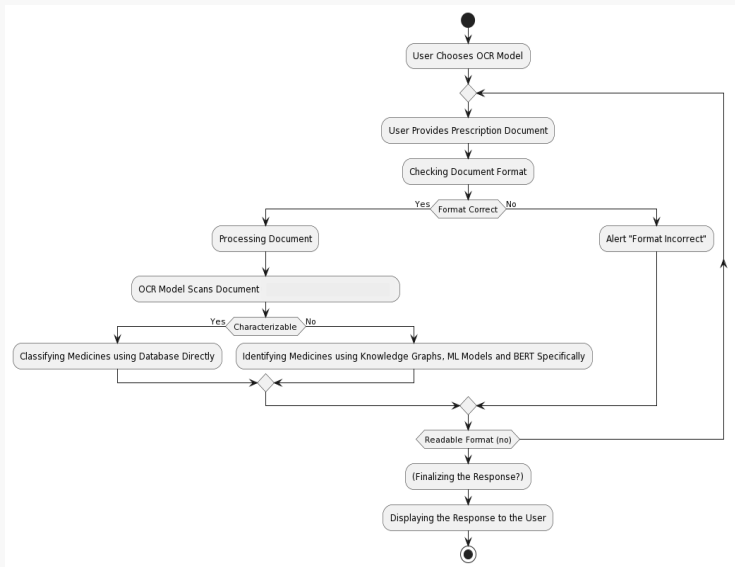 User Chooses OCR Model
User Provides Prescription Document
Checking Document Format
Yes
Format Correct
No
Processing Document
Alert "Format Incorrect"
OCR Model Scans Document
Yes
Characterizable
No
Classifying Medicines using Database Directly
Identifying Medicines using Knowledge Graphs, ML Models and BERT Specifically
Readable Format (no)
(Finalizing the Response?)
Displaying the Response to the User